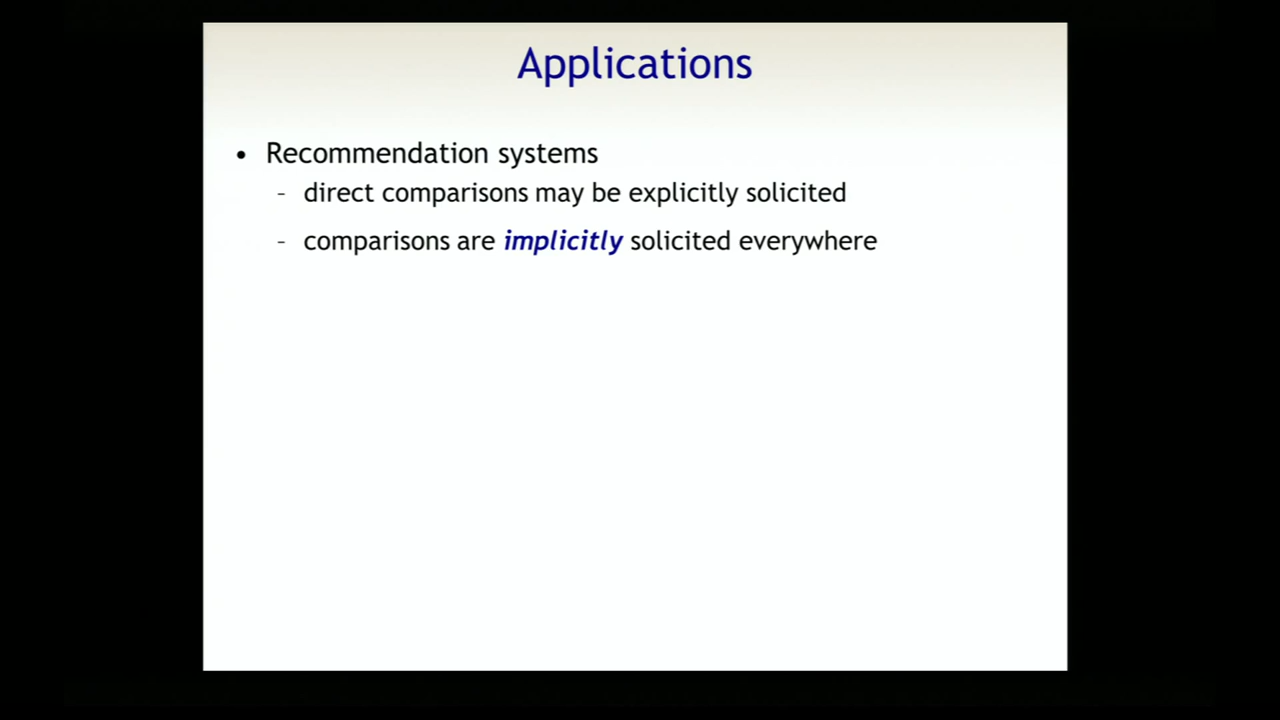 Applications
• Recommendation systems
– direct comparisons may be explicitly solicited
– comparisons are implicitly solicited everywhere